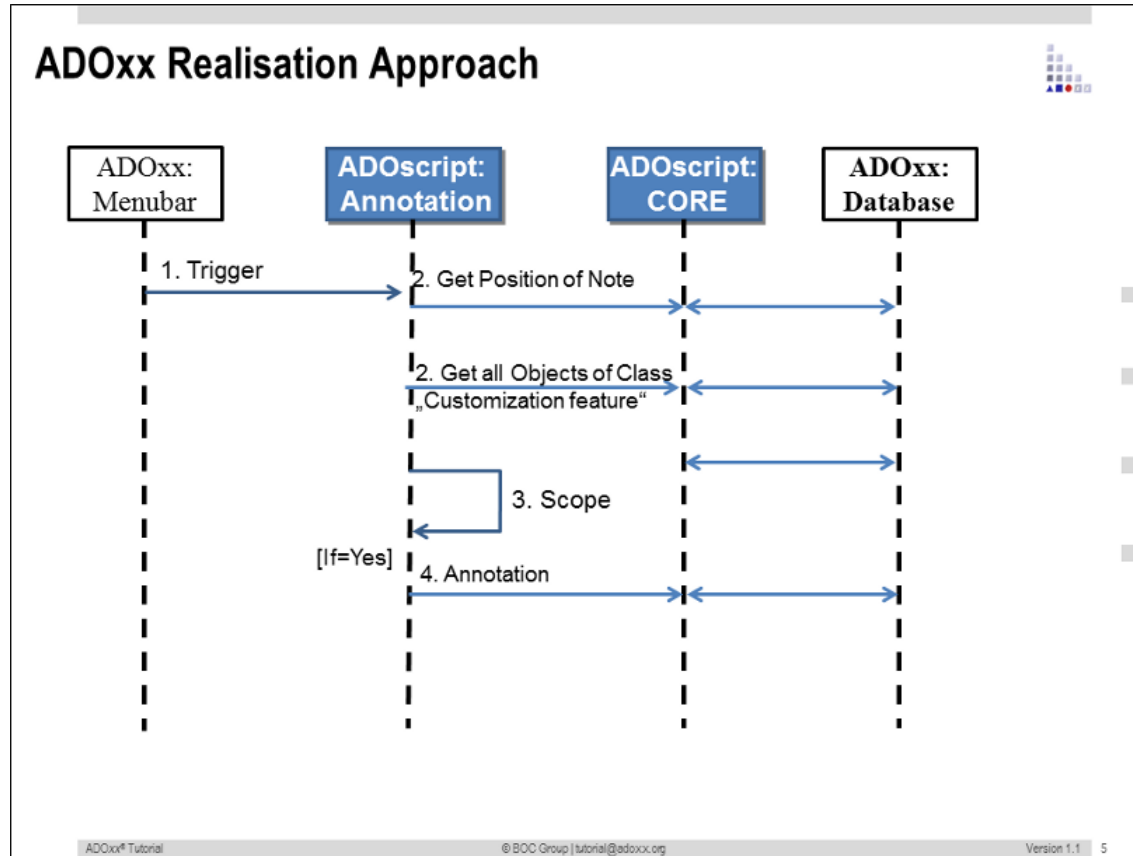 ADOxx Realisation Approach
ADOxx:
Menubar
ADOscript:
Annotation
ADOscript:
CORE
ADOxx:
Database
1. Trigger
2. Get Position of Note
2. Get all Objects of Class
„Customization feature“
3. Scope
[If=Yes]
4. Annotation
ADOxx® Tutorial
© BOC Group | tutorial@adoxx.org
Version 1.1
5